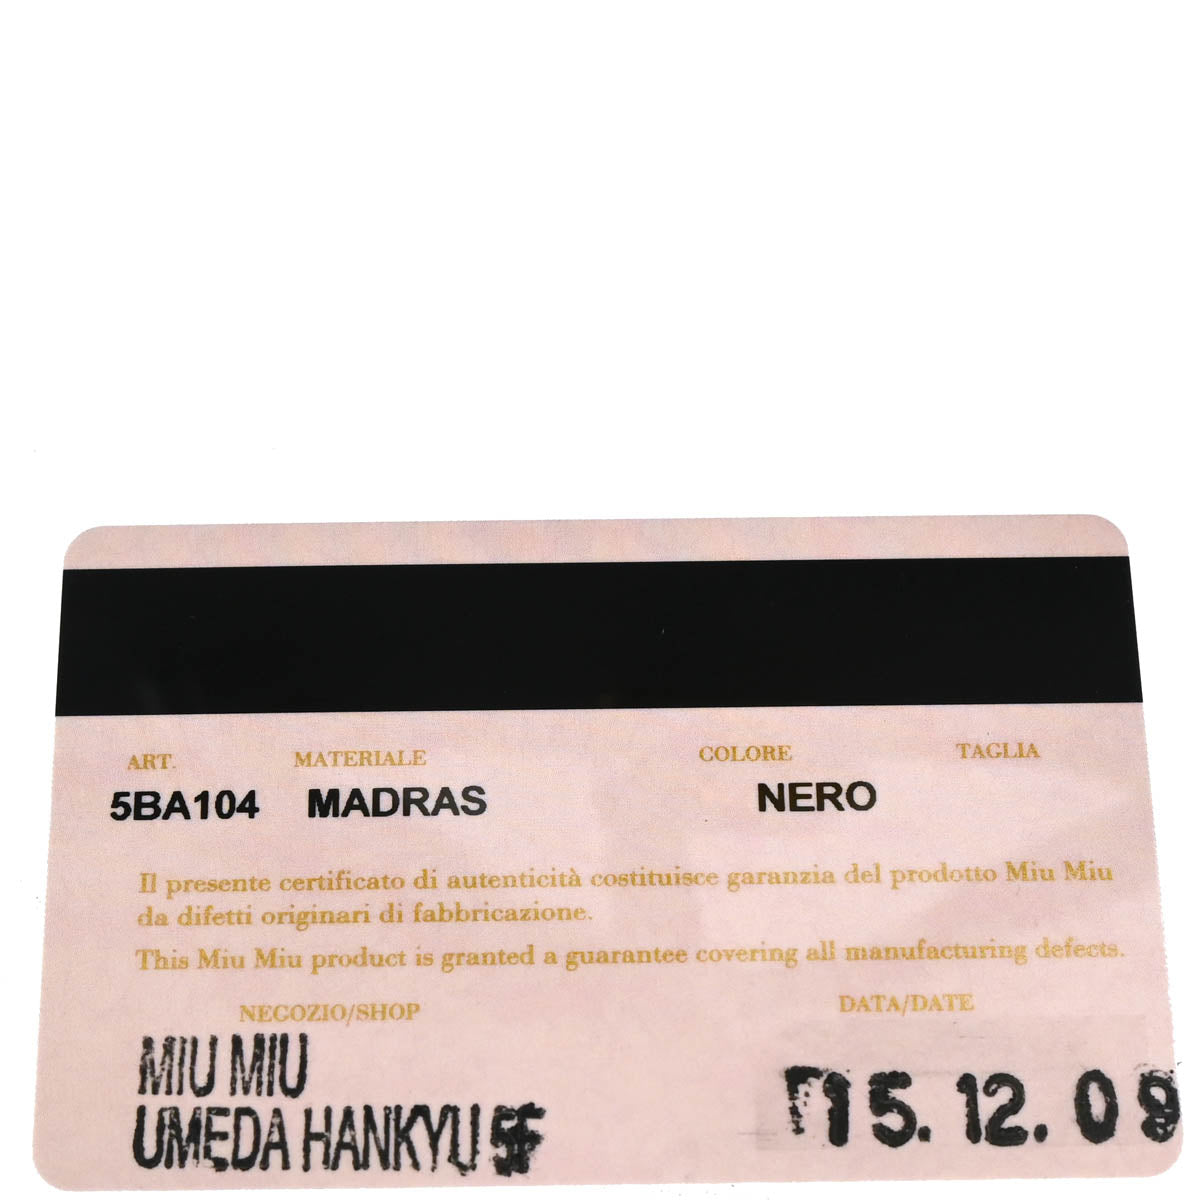 ART. MATERIALE COLORE TAGLIA
5BA104 MADRAS NERO
Il presente certificato di autenticità costituisce garanzia del prodotto Miu Miu
da difetti originari di fabbricazione.
This Miu Miu product is granted a guarantee covering all manufacturing defects.
NEGOZIO/SHOP DATA/DATE
MIU MIU
UMEDA HANKYU 5F
15. 12. 09